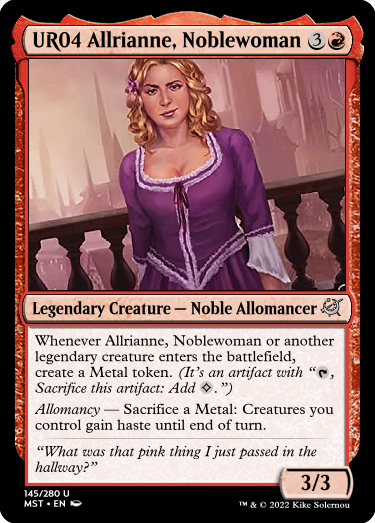 UR04 Allrianne, Noblewoman 3
Legendary Creature — Noble Allomancer
Whenever Allrianne, Noblewoman or another
legendary creature enters the battlefield,
create a Metal token. (It's an artifact with ",
Sacrifice this artifact: Add .")
Allomancy — Sacrifice a Metal: Creatures you
control gain haste until end of turn.
"What was that pink thing I just passed in the
hallway?"
3/3
145/280 U
MST • EN
™ & © 2022 Kike Solernou